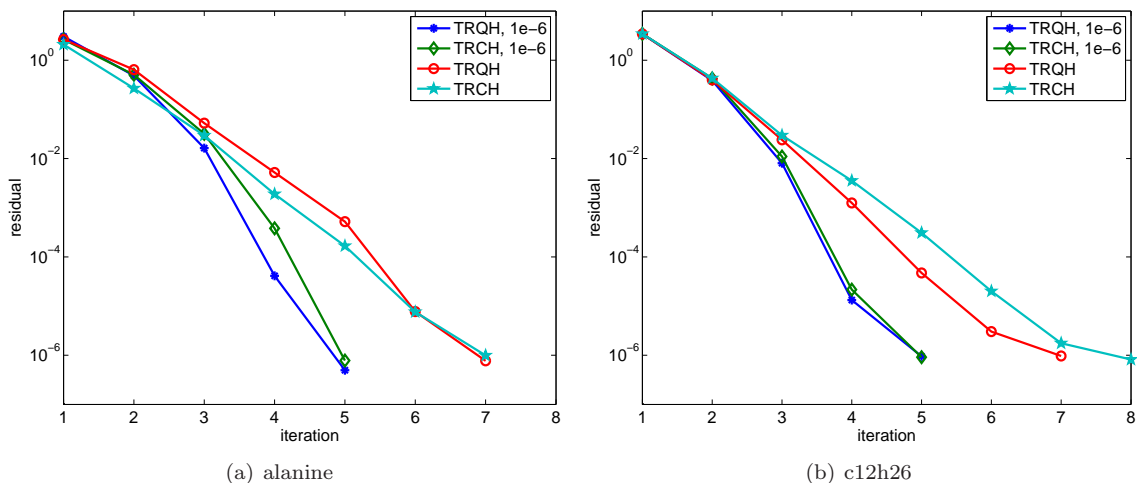 TRQH, 1e−6
TRCH, 1e−6
TRQH
TRCH
10^0
10^−2
10^−4
10^−6
residual
1 2 3 4 5 6 7 8
iteration
(a) alanine
TRQH, 1e−6
TRCH, 1e−6
TRQH
TRCH
10^0
10^−2
10^−4
10^−6
residual
1 2 3 4 5 6 7 8
iteration
(b) c12h26